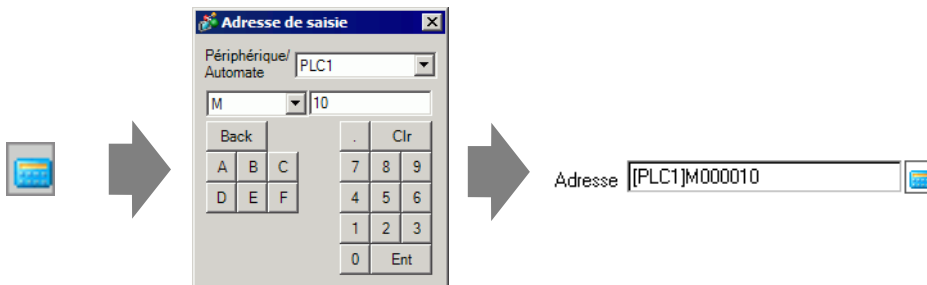 Adresse de saisie
Périphérique/
Automate
PLC1
M
10
Back
.
Clr
A
B
C
7
8
9
D
E
F
4
5
6
1
2
3
0
Ent
Adresse
[PLC1]M000010